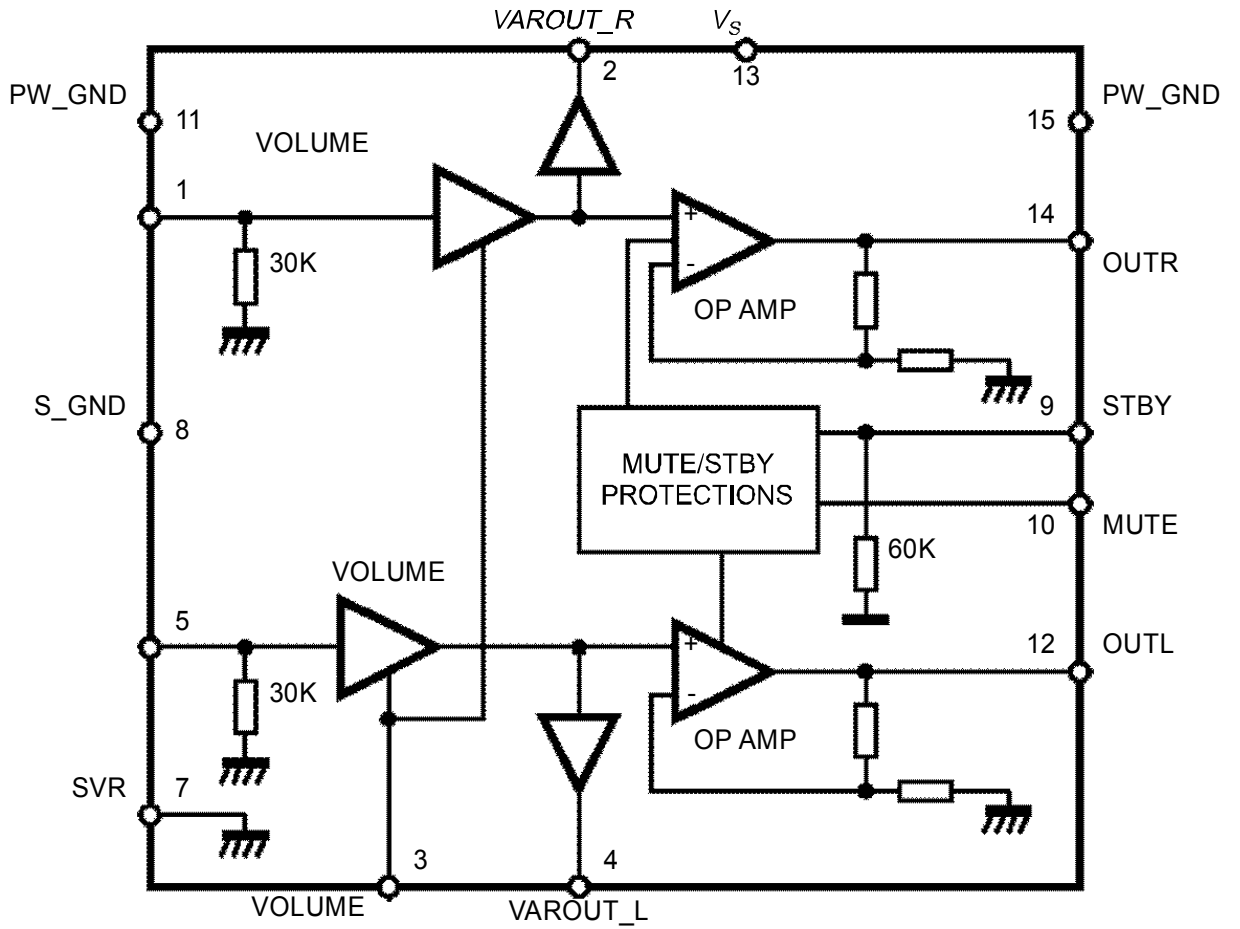 VAROUT_R
V_S
2
13
PW_GND
11
PW_GND
15
VOLUME
1
14
+
30K
-
OUTR
OP AMP
S_GND
8
9
STBY
MUTE/STBY
PROTECTIONS
10
MUTE
60K
VOLUME
5
12
OUTL
+
30K
-
OP AMP
SVR
7
3
4
VOLUME
VAROUT_L